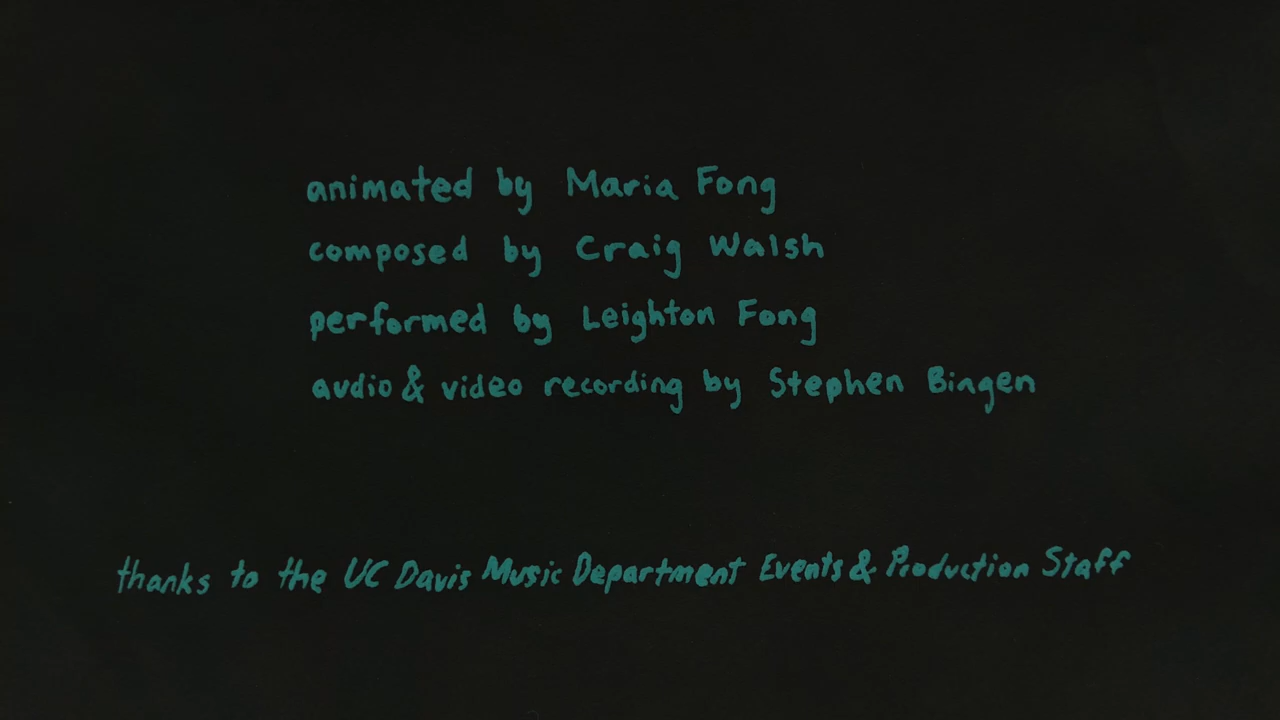 animated by Maria Fong
composed by Craig Walsh
performed by Leighton Fong
audio & video recording by Stephen Bingen
thanks to the UC Davis Music Department Events & Production Staff